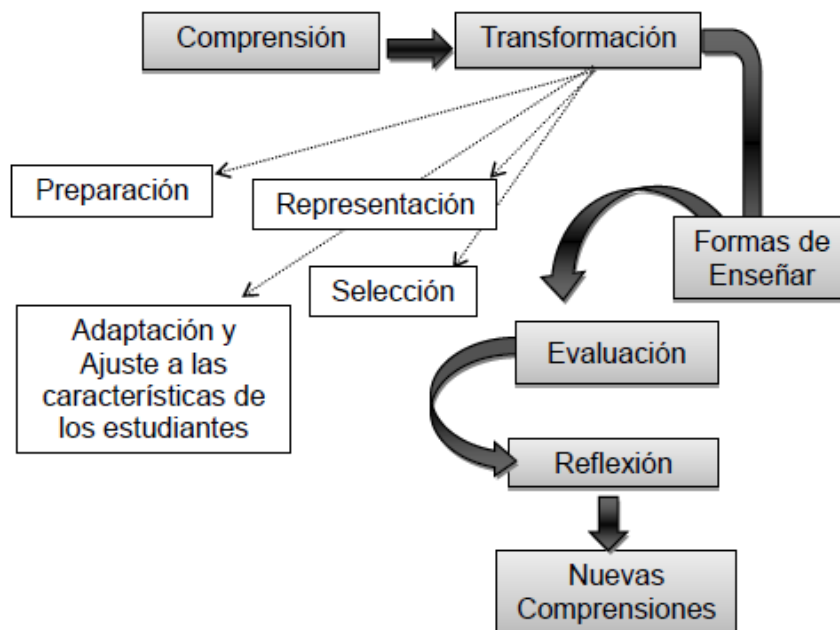 Comprensión
Transformación
Preparación
Representación
Selección
Adaptación y
Ajuste a las
características de
los estudiantes
Formas de
Enseñar
Evaluación
Reflexión
Nuevas
Comprensiones